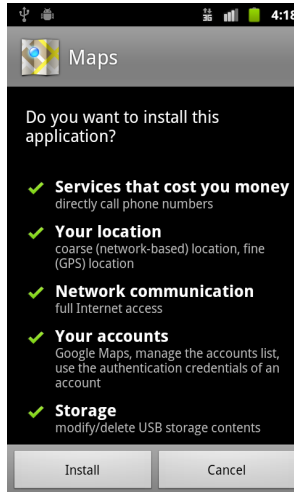 3G 4:18
Maps
Do you want to install this
application?
Services that cost you money
directly call phone numbers
Your location
coarse (network-based) location, fine
(GPS) location
Network communication
full Internet access
Your accounts
Google Maps, manage the accounts list,
use the authentication credentials of an
account
Storage
modify/delete USB storage contents
Install Cancel